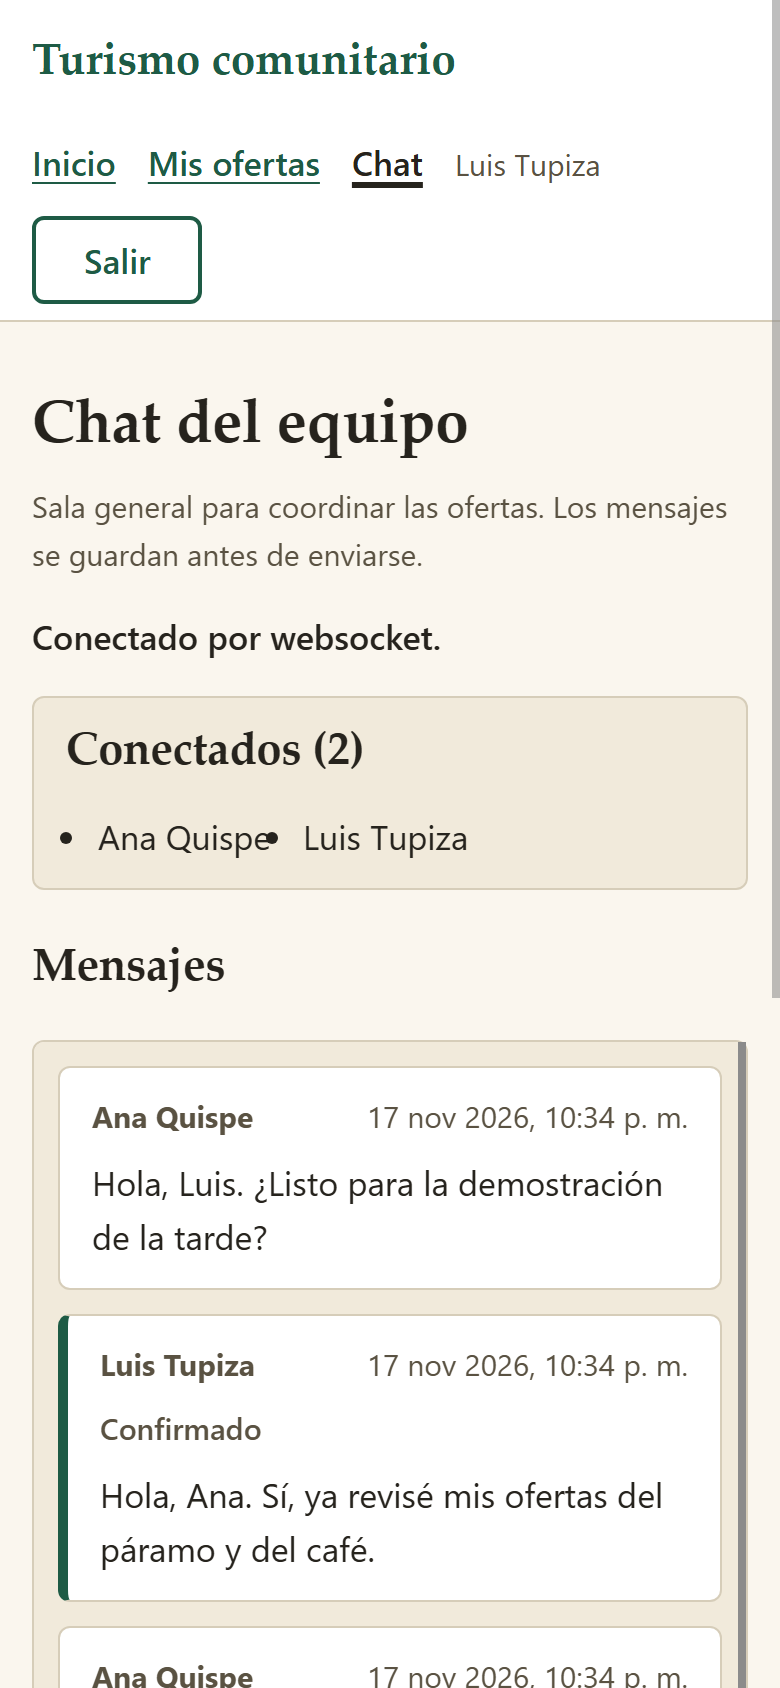 Turismo comunitario
Inicio Mis ofertas Chat Luis Tupiza
Salir
Chat del equipo
Sala general para coordinar las ofertas. Los mensajes
se guardan antes de enviarse.
Conectado por websocket.
Conectados (2)
• Ana Quispe • Luis Tupiza
Mensajes
Ana Quispe 17 nov 2026, 10:34 p. m.
Hola, Luis. ¿Listo para la demostración
de la tarde?
Luis Tupiza 17 nov 2026, 10:34 p. m.
Confirmado
Hola, Ana. Sí, ya revisé mis ofertas del
páramo y del café.
Ana Quispe 17 nov 2026, 10:34 p. m.